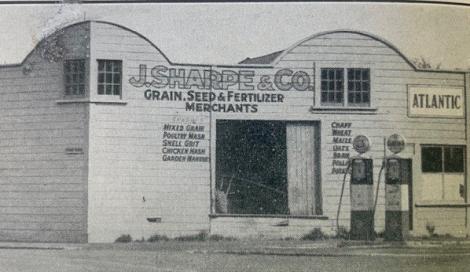 J. SHARPE & CO.
GRAIN, SEED & FERTILIZER
MERCHANTS
MIXED GRAIN
POULTRY MASH
SHELL GRIT
CHICKEN MASH
GARDEN MANURE
CHAFF
WHEAT
MAIZE
OATS
BRAN
ATLANTIC